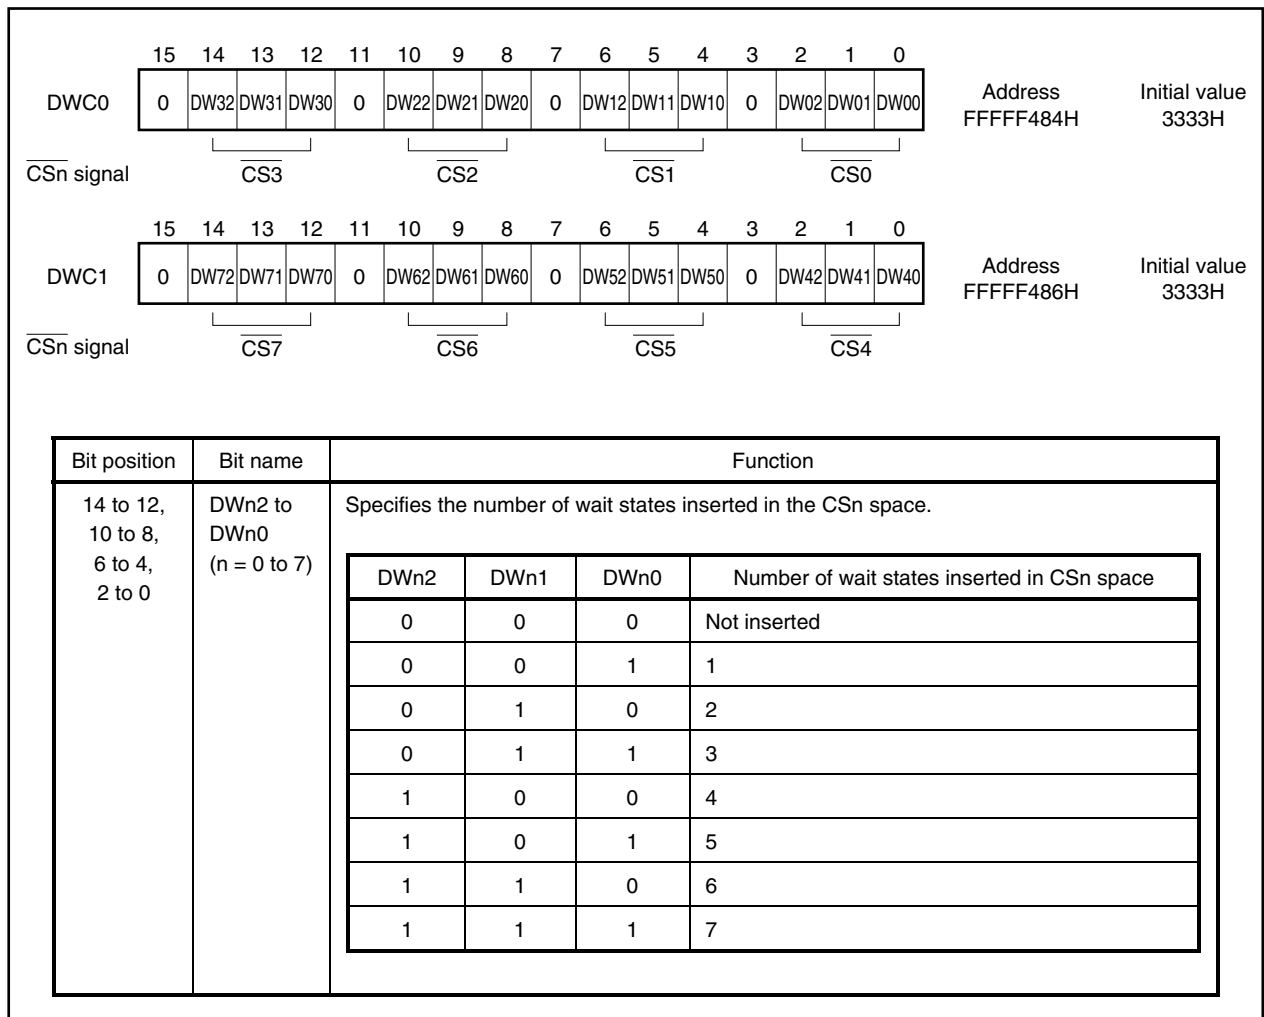 15 14 13 12 11 10 9 8 7 6 5 4 3 2 1 0
DWC0 0 DW32 DW31 DW30 0 DW22 DW21 DW20 0 DW12 DW11 DW10 0 DW02 DW01 DW00 Address FFFFF484H Initial value 3333H
CSn signal CS3 CS2 CS1 CS0
15 14 13 12 11 10 9 8 7 6 5 4 3 2 1 0
DWC1 0 DW72 DW71 DW70 0 DW62 DW61 DW60 0 DW52 DW51 DW50 0 DW42 DW41 DW40 Address FFFFF486H Initial value 3333H
CSn signal CS7 CS6 CS5 CS4
Bit position Bit name Function
14 to 12,
10 to 8,
6 to 4,
2 to 0
DWn2 to
DWn0
(n = 0 to 7)
Specifies the number of wait states inserted in the CSn space.
DWn2 DWn1 DWn0 Number of wait states inserted in CSn space
0 0 0 Not inserted
0 0 1 1
0 1 0 2
0 1 1 3
1 0 0 4
1 0 1 5
1 1 0 6
1 1 1 7